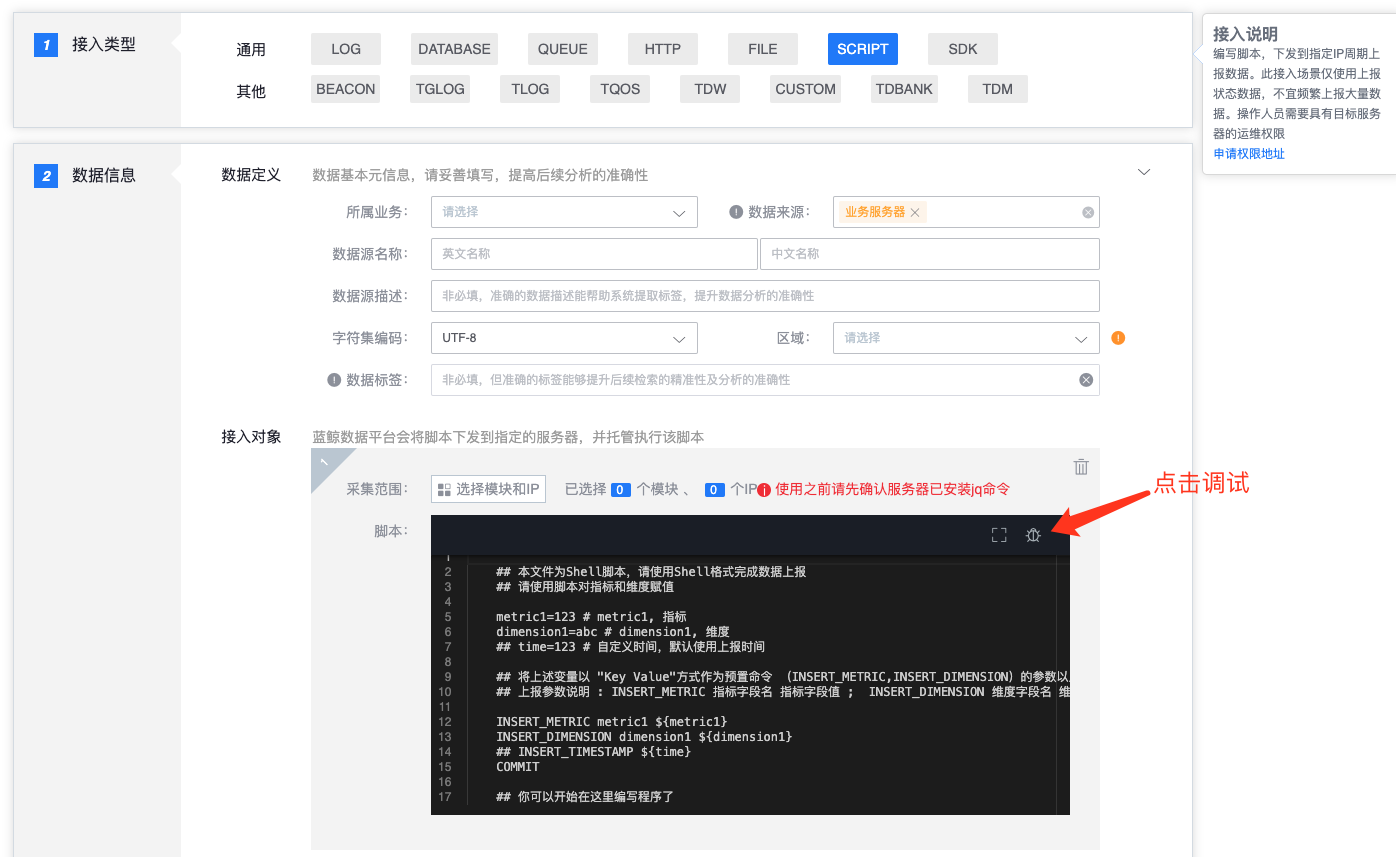 1 接入类型
通用 LOG DATABASE QUEUE HTTP FILE SCRIPT SDK
其他 BEACON TGLOG TLOG TQOS TDW CUSTOM TDBANK TDM
接入说明
编写脚本，下发到指定IP周期上
报数据。此接入场景仅使用上报
状态数据，不宜频繁上报大量数
据。操作人员需要具有目标服务
器的运维权限
申请权限地址
2 数据信息
数据定义 数据基本元信息，请妥善填写，提高后续分析的准确性
所属业务： 请选择 数据来源： 业务服务器
数据源名称： 英文名称 中文名称
数据源描述： 非必填，准确的数据描述能帮助系统提取标签，提升数据分析的准确性
字符集编码： UTF-8 区域： 请选择
数据标签： 非必填，但准确的标签能够提升后续检索的精准性及分析的准确性
接入对象 蓝鲸数据平台会将脚本下发到指定的服务器，并托管执行该脚本
1
采集范围： 选择模块和IP 已选择 0 个模块 、 0 个IP 使用之前请先确认服务器已安装jq命令
点击调试
脚本：
1
2 ## 本文件为Shell脚本，请使用Shell格式完成数据上报
3 ## 请使用脚本对指标和维度赋值
4
5 metric1=123 # metric1, 指标
6 dimension1=abc # dimension1, 维度
7 ## time=123 # 自定义时间，默认使用上报时间
8
9 ## 将上述变量以 "Key Value"方式作为预置命令 （INSERT_METRIC,INSERT_DIMENSION）的参数以
10 ## 上报参数说明 : INSERT_METRIC 指标字段名 指标字段值 ; INSERT_DIMENSION 维度字段名 维
11
12 INSERT_METRIC metric1 ${metric1}
13 INSERT_DIMENSION dimension1 ${dimension1}
14 ## INSERT_TIMESTAMP ${time}
15 COMMIT
16
17 ## 你可以开始在这里编写程序了